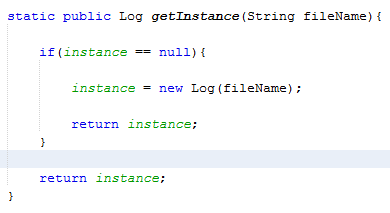 static public Log getInstance(String fileName){
if(instance == null){
instance = new Log(fileName);
return instance;
}
return instance;
}